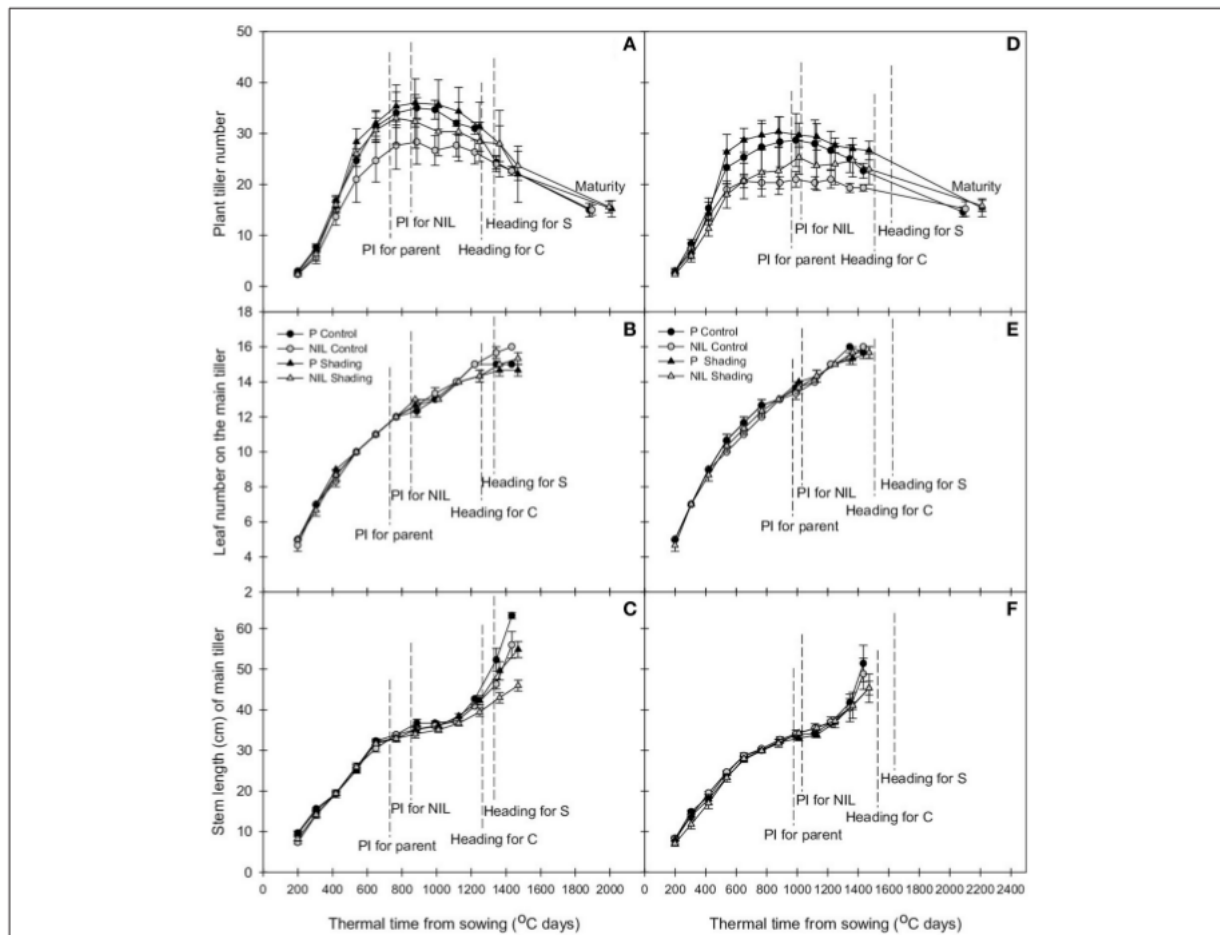 A
50
40
30
20
10
0
Plant tiller number
PI for NIL
PI for parent
Heading for S
Heading for C
Maturity
D
PI for NIL
PI for parent
Heading for S
Heading for C
Maturity
B
18
16
14
12
10
8
6
4
2
Leaf number on the main tiller
P Control
NIL Control
P Shading
NIL Shading
PI for NIL
PI for parent
Heading for S
Heading for C
E
P Control
NIL Control
P Shading
NIL Shading
PI for NIL
PI for parent
Heading for S
Heading for C
C
60
50
40
30
20
10
0
Stem length (cm) of main tiller
PI for NIL
PI for parent
Heading for S
Heading for C
0 200 400 600 800 1000 1200 1400 1600 1800 2000
Thermal time from sowing (ᴼC days)
F
PI for NIL
PI for parent
Heading for S
Heading for C
0 200 400 600 800 1000 1200 1400 1600 1800 2000 2200 2400
Thermal time from sowing (ᴼC days)